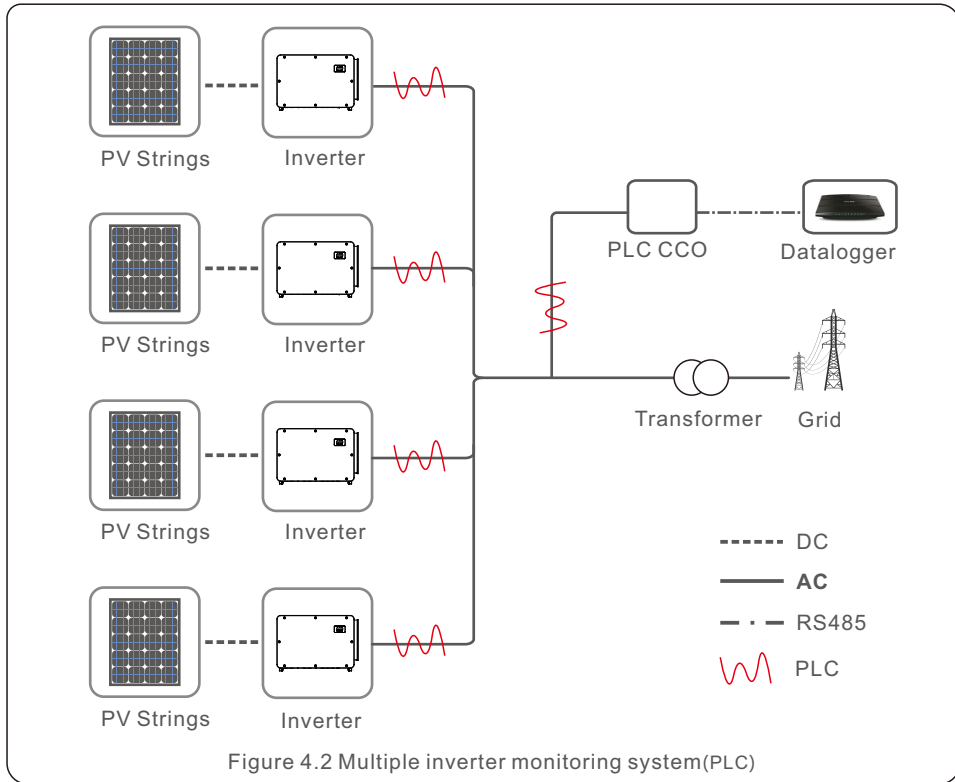 PV Strings
Inverter
PLC CCO
Datalogger
PV Strings
Inverter
Transformer
Grid
PV Strings
Inverter
DC
AC
RS485
PLC
PV Strings
Inverter
Figure 4.2 Multiple inverter monitoring system(PLC)